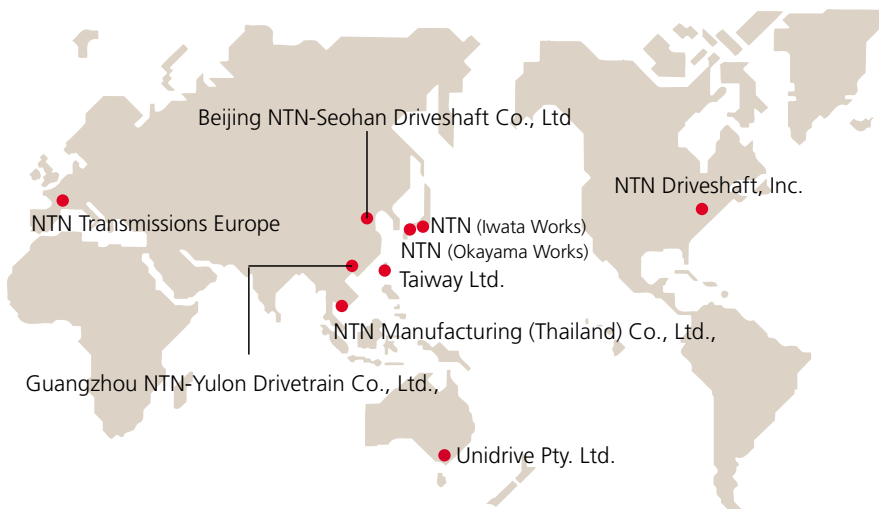 Beijing NTN-Seohan Driveshaft Co., Ltd
NTN Driveshaft, Inc.
NTN Transmissions Europe
NTN (Iwata Works)
NTN (Okayama Works)
Taiway Ltd.
NTN Manufacturing (Thailand) Co., Ltd.,
Guangzhou NTN-Yulon Drivetrain Co., Ltd.,
Unidrive Pty. Ltd.